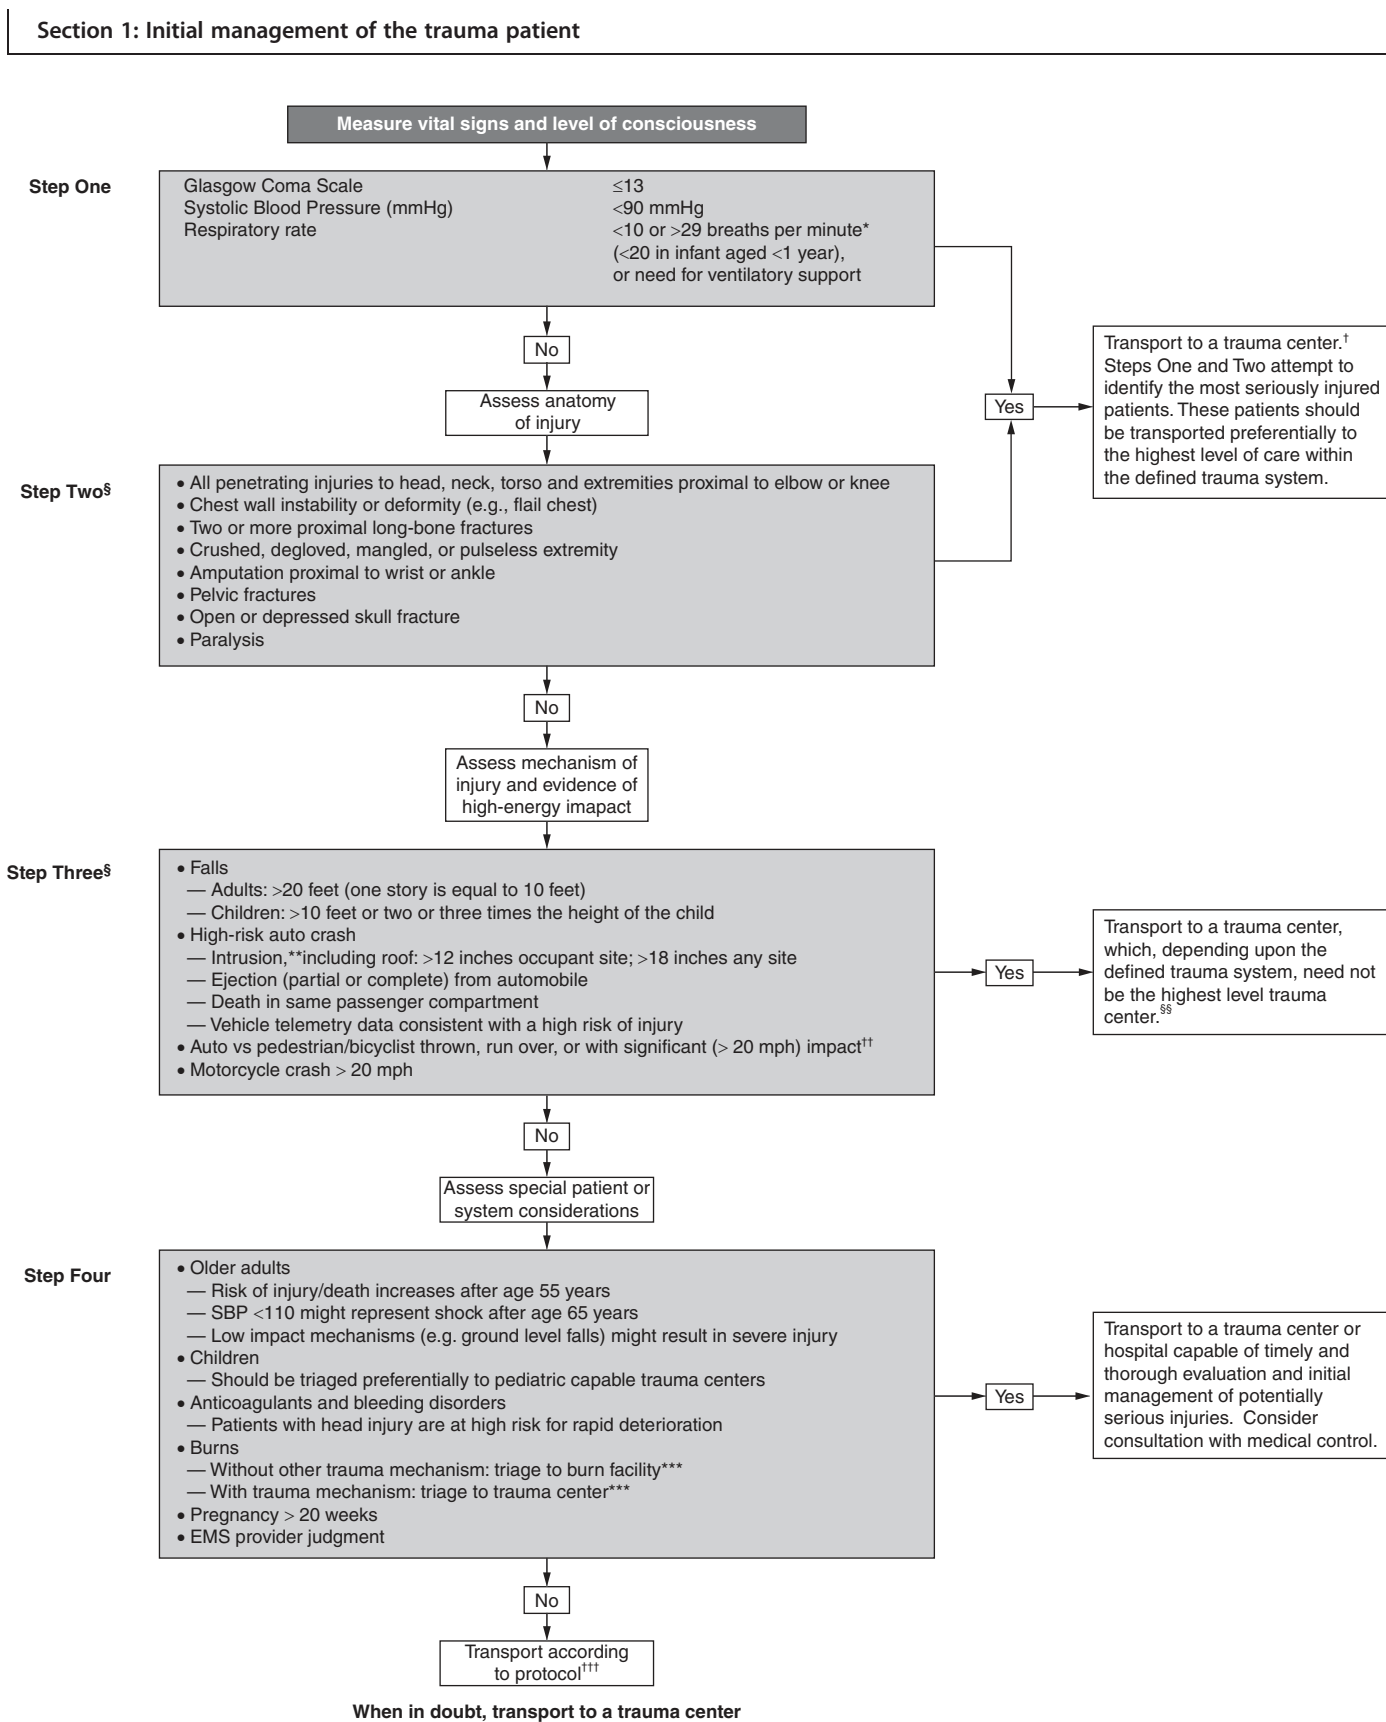 Section 1: Initial management of the trauma patient
Measure vital signs and level of consciousness
Step One
Glasgow Coma Scale ≤13
Systolic Blood Pressure (mmHg) <90 mmHg
Respiratory rate <10 or >29 breaths per minute*
(<20 in infant aged <1 year),
or need for ventilatory support
No
Yes
Transport to a trauma center.†
Steps One and Two attempt to
identify the most seriously injured
patients. These patients should
be transported preferentially to
the highest level of care within
the defined trauma system.
Assess anatomy
of injury
Step Two§
• All penetrating injuries to head, neck, torso and extremities proximal to elbow or knee
• Chest wall instability or deformity (e.g., flail chest)
• Two or more proximal long-bone fractures
• Crushed, degloved, mangled, or pulseless extremity
• Amputation proximal to wrist or ankle
• Pelvic fractures
• Open or depressed skull fracture
• Paralysis
No
Assess mechanism of
injury and evidence of
high-energy imapact
Step Three§
• Falls
— Adults: >20 feet (one story is equal to 10 feet)
— Children: >10 feet or two or three times the height of the child
• High-risk auto crash
— Intrusion,**including roof: >12 inches occupant site; >18 inches any site
— Ejection (partial or complete) from automobile
— Death in same passenger compartment
— Vehicle telemetry data consistent with a high risk of injury
• Auto vs pedestrian/bicyclist thrown, run over, or with significant (> 20 mph) impact††
• Motorcycle crash > 20 mph
Yes
Transport to a trauma center,
which, depending upon the
defined trauma system, need not
be the highest level trauma
center.§§
No
Assess special patient or
system considerations
Step Four
• Older adults
— Risk of injury/death increases after age 55 years
— SBP <110 might represent shock after age 65 years
— Low impact mechanisms (e.g. ground level falls) might result in severe injury
• Children
— Should be triaged preferentially to pediatric capable trauma centers
• Anticoagulants and bleeding disorders
— Patients with head injury are at high risk for rapid deterioration
• Burns
— Without other trauma mechanism: triage to burn facility***
— With trauma mechanism: triage to trauma center***
• Pregnancy > 20 weeks
• EMS provider judgment
Yes
Transport to a trauma center or
hospital capable of timely and
thorough evaluation and initial
management of potentially
serious injuries. Consider
consultation with medical control.
No
Transport according
to protocol†††
When in doubt, transport to a trauma center